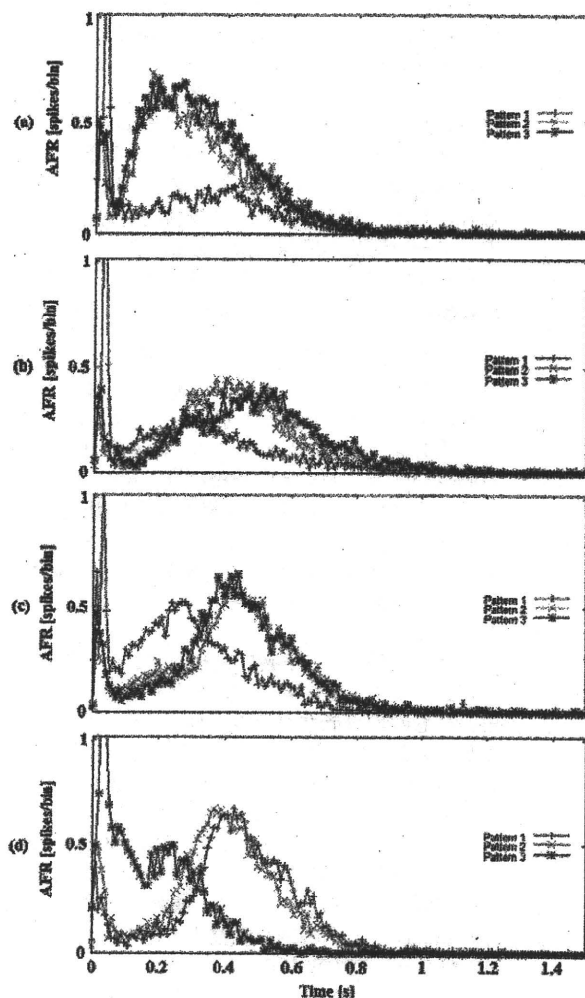 (a)
AFR [spikes/bin]
1
0.5
0
Pattern 1
Pattern 2
Pattern 3
AFR [spikes/bin]
1
0.5
0
Pattern 1
Pattern 2
Pattern 3
(c)
AFR [spikes/bin]
1
0.5
0
Pattern 1
Pattern 2
Pattern 3
(d)
AFR [spikes/bin]
1
0.5
0
Pattern 1
Pattern 2
Pattern 3
0 0.2 0.4 0.6 0.8 1 1.2 1.4
Time [s]